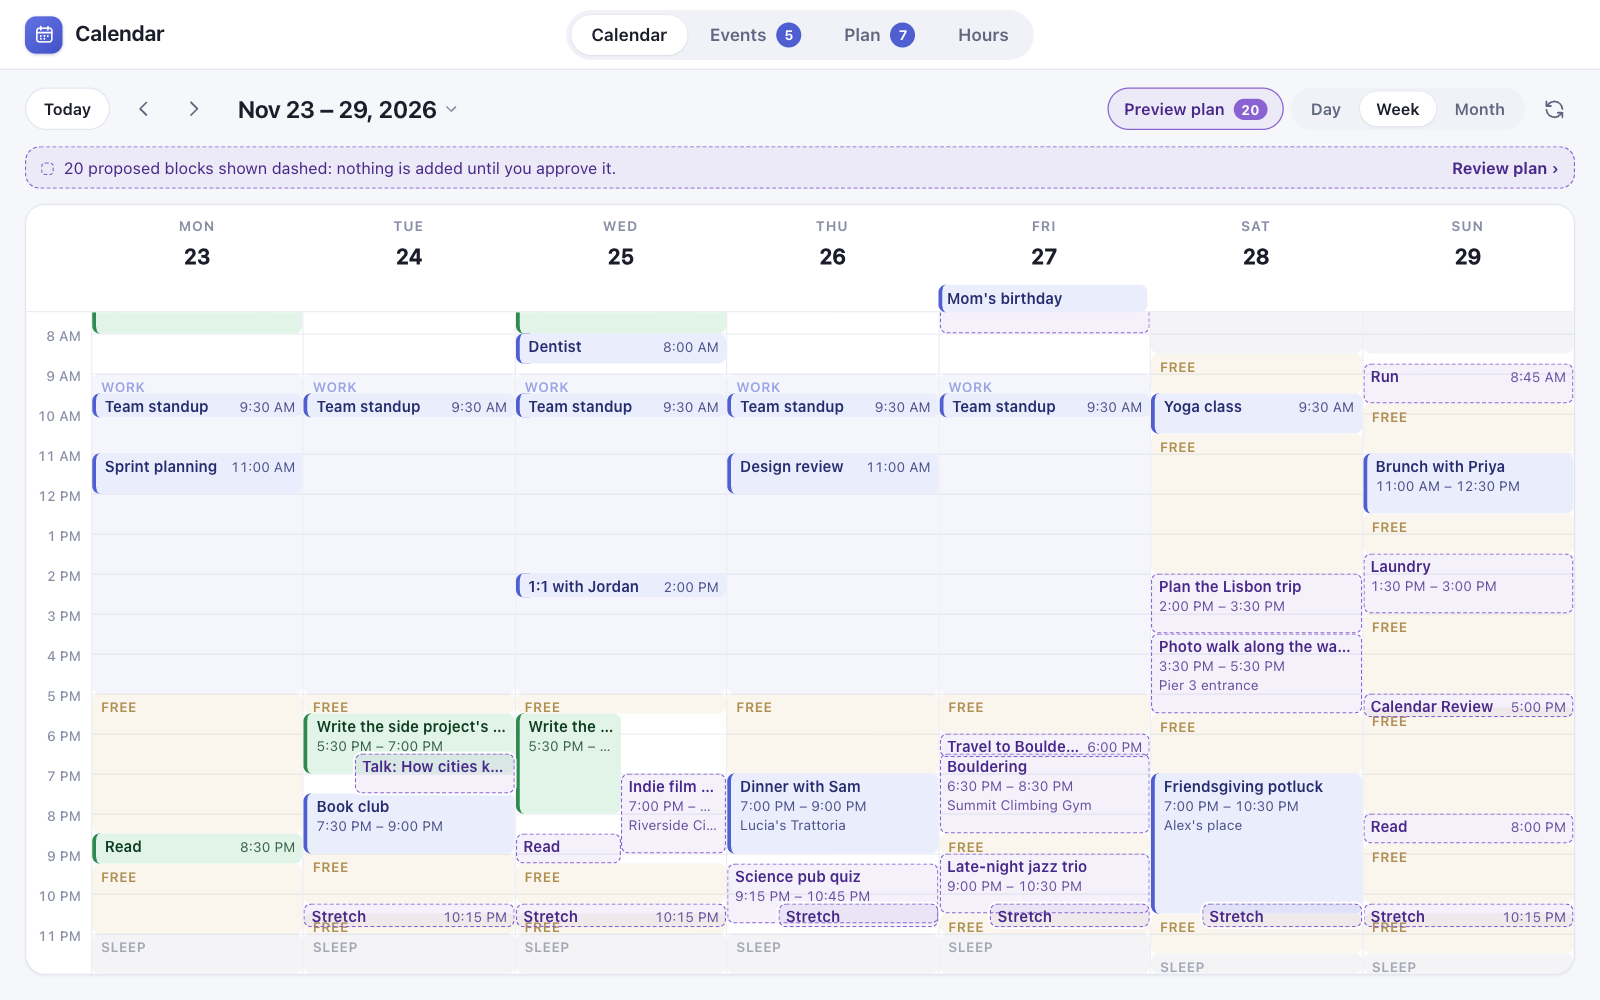 Calendar
Calendar
Events 5
Plan 7
Hours
Today
Nov 23 – 29, 2026
Preview plan 20
Day
Week
Month
20 proposed blocks shown dashed: nothing is added until you approve it.
Review plan ›
MON
23
TUE
24
WED
25
THU
26
FRI
27
SAT
28
SUN
29
Mom's birthday
8 AM
9 AM
10 AM
11 AM
12 PM
1 PM
2 PM
3 PM
4 PM
5 PM
6 PM
7 PM
8 PM
9 PM
10 PM
11 PM
WORK
Team standup 9:30 AM
Sprint planning 11:00 AM
FREE
Read 8:30 PM
FREE
SLEEP
WORK
Team standup 9:30 AM
FREE
Write the side project's ...
5:30 PM – 7:00 PM
Talk: How cities k...
Book club
7:30 PM – 9:00 PM
FREE
Stretch 10:15 PM
FREE
SLEEP
Dentist 8:00 AM
WORK
Team standup 9:30 AM
1:1 with Jordan 2:00 PM
FREE
Write the ...
5:30 PM – ...
Indie film ...
7:00 PM – ...
Riverside Ci...
Read
FREE
Stretch 10:15 PM
FREE
SLEEP
WORK
Team standup 9:30 AM
Design review 11:00 AM
FREE
Dinner with Sam
7:00 PM – 9:00 PM
Lucia's Trattoria
Science pub quiz
9:15 PM – 10:45 PM
Stretch
SLEEP
WORK
Team standup 9:30 AM
FREE
Travel to Boulde... 6:00 PM
Bouldering
6:30 PM – 8:30 PM
Summit Climbing Gym
FREE
Late-night jazz trio
9:00 PM – 10:30 PM
Stretch
FREE
SLEEP
FREE
Yoga class 9:30 AM
FREE
Plan the Lisbon trip
2:00 PM – 3:30 PM
Photo walk along the wa...
3:30 PM – 5:30 PM
Pier 3 entrance
FREE
Friendsgiving potluck
7:00 PM – 10:30 PM
Alex's place
Stretch
FREE
SLEEP
Run 8:45 AM
FREE
Brunch with Priya
11:00 AM – 12:30 PM
FREE
Laundry
1:30 PM – 3:00 PM
FREE
Calendar Review 5:00 PM
FREE
Read 8:00 PM
FREE
Stretch 10:15 PM
FREE
SLEEP